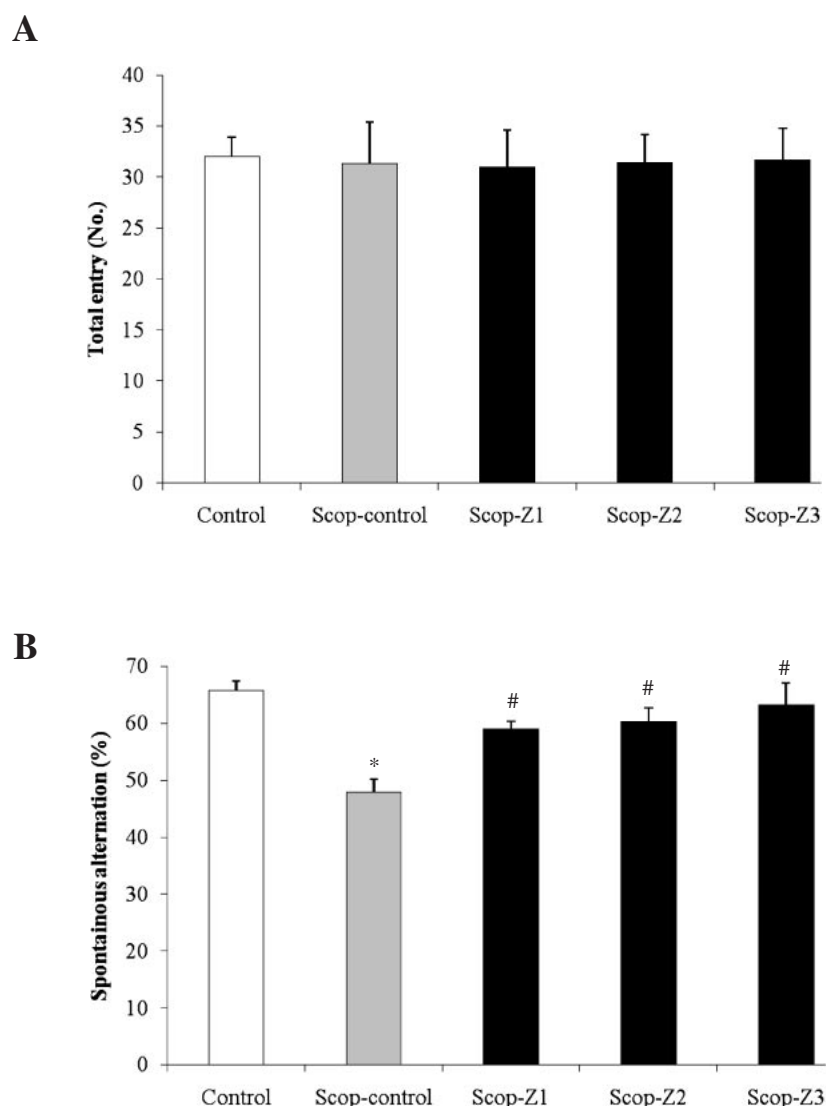 A
40
35
30
25
20
15
10
5
0
Total entry (No.)
Control Scop-control Scop-Z1 Scop-Z2 Scop-Z3
B
70
60
50
40
30
20
10
0
Spontainous alternation (%)
* # # #
Control Scop-control Scop-Z1 Scop-Z2 Scop-Z3